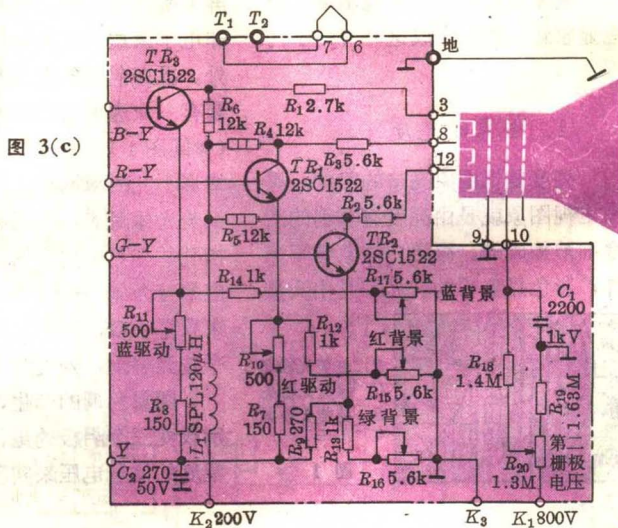 图 3(c)
T₁ T₂
7 6
地
TR₃
2SC1522
R₆
12k
R₁ 2.7k
3
B-Y
R₄ 12k
8
R₃ 5.6k
12
R-Y
TR₁
2SC1522
R₂ 5.6k
R₅ 12k
G-Y
TR₂
2SC1522
9 10
R₁₄ 1k
R₁₇ 5.6k
蓝背景
C₁
2200
1kV
R₁₁
500
蓝驱动
R₁₂
1k
红背景
R₁₀
500
红驱动
R₁₅ 5.6k
R₁₈
1.4M
R₁₉
1.63M
L₁ SPL120μH
R₈
150
R₇
150
R₉ 270
R₁₃ 1k
绿背景
R₁₆ 5.6k
R₂₀
1.3M
第二栅极电压
Y
C₂ 270
50V
K₂ 200V
K₃
K₁ 800V